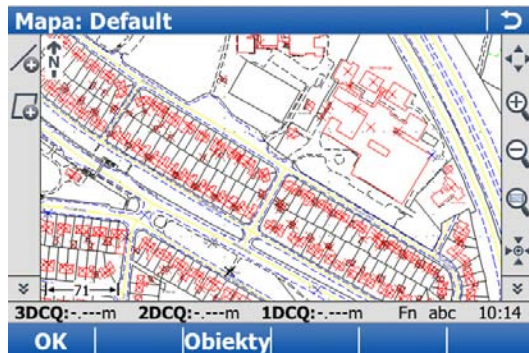 Mapa: Default
N
71
3DCQ:-.---m 2DCQ:-.---m 1DCQ:-.---m Fn abc 10:14
OK Obiekty